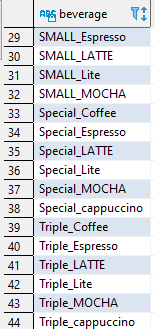 beverage
29 SMALL_Espresso
30 SMALL_LATTE
31 SMALL_Lite
32 SMALL_MOCHA
33 Special_Coffee
34 Special_Espresso
35 Special_LATTE
36 Special_Lite
37 Special_MOCHA
38 Special_cappuccino
39 Triple_Coffee
40 Triple_Espresso
41 Triple_LATTE
42 Triple_Lite
43 Triple_MOCHA
44 Triple_cappuccino